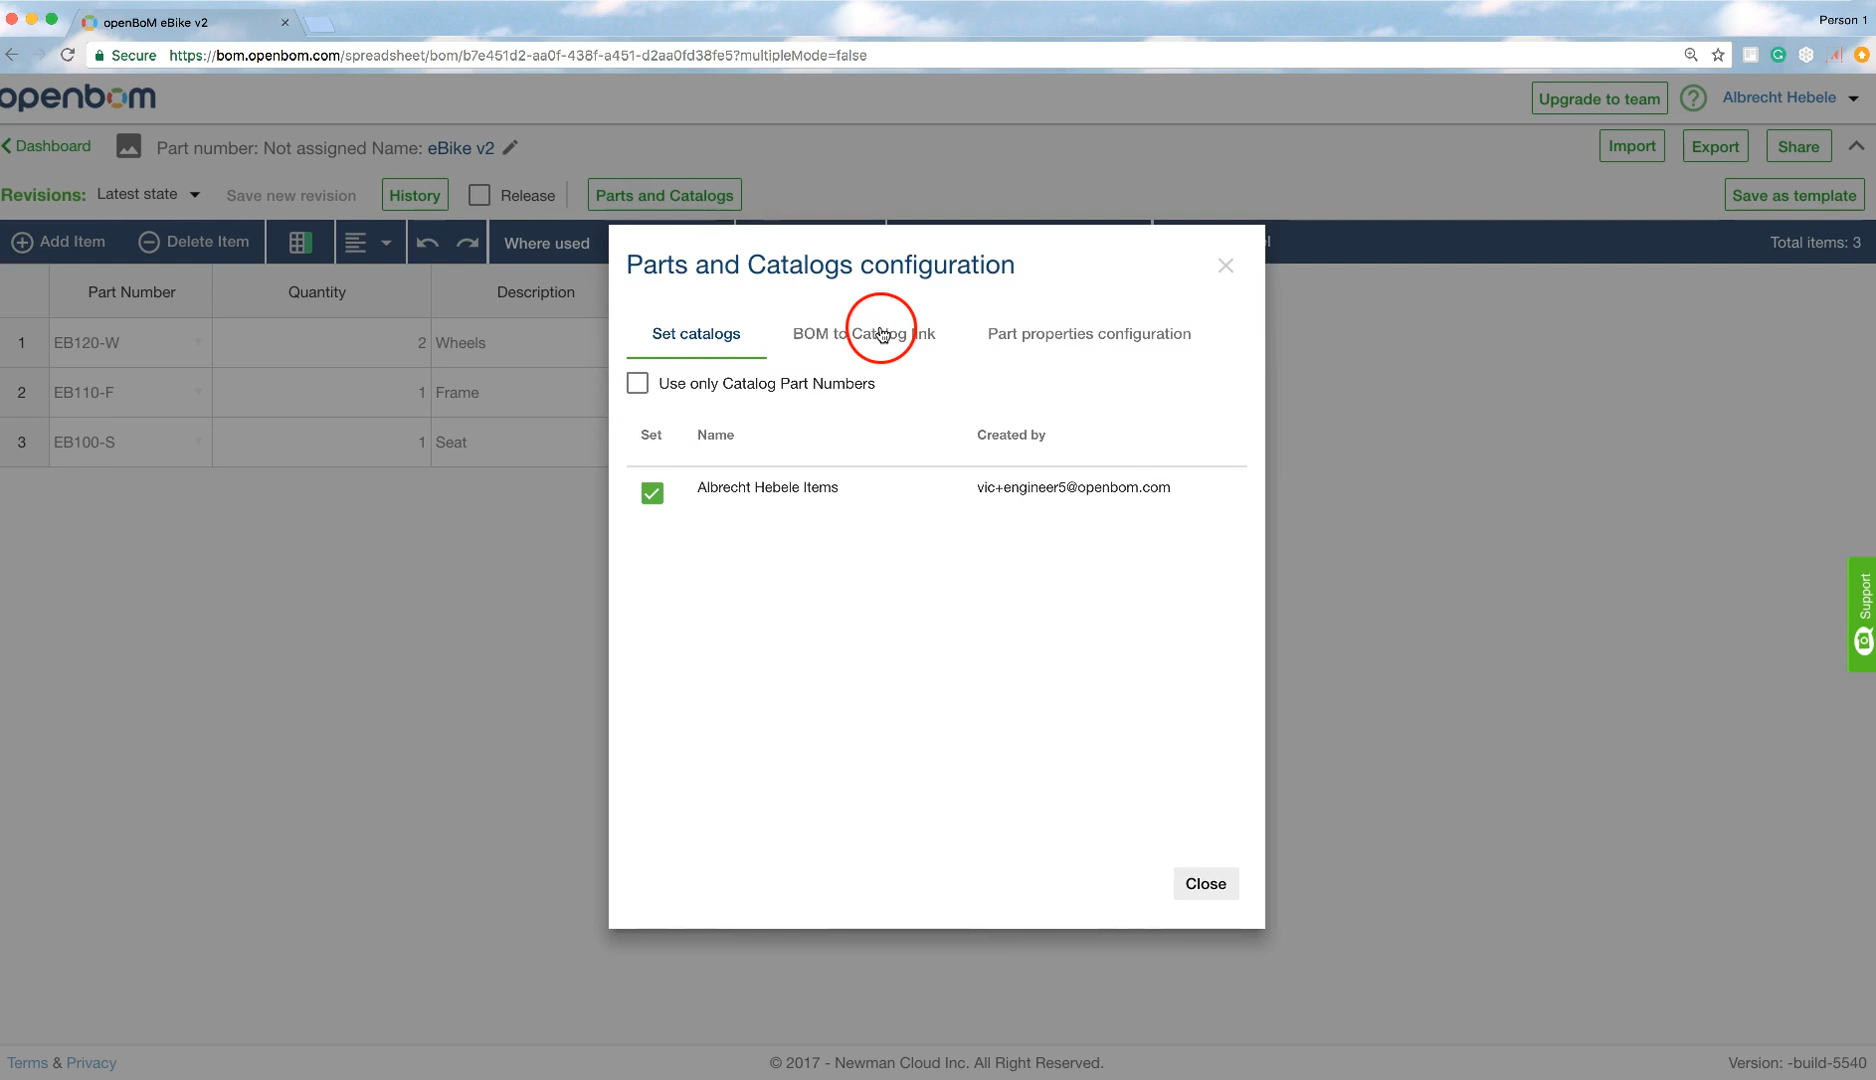 openBoM eBike v2
Person 1
Secure https://bom.openbom.com/spreadsheet/bom/b7e451d2-aa0f-438f-a451-d2aa0fd38fe5?multipleMode=false
openbom
Upgrade to team
Albrecht Hebele
Dashboard
Part number: Not assigned Name: eBike v2
Import
Export
Share
Revisions:
Latest state
Save new revision
History
Release
Parts and Catalogs
Save as template
Add Item
Delete Item
Where used
Total items: 3
Part Number
Quantity
Description
1 EB120-W 2 Wheels
2 EB110-F 1 Frame
3 EB100-S 1 Seat
Parts and Catalogs configuration
Set catalogs
BOM to Catalog link
Part properties configuration
Use only Catalog Part Numbers
Set Name Created by
Albrecht Hebele Items vic+engineer5@openbom.com
Close
Support
Terms & Privacy
© 2017 - Newman Cloud Inc. All Right Reserved.
Version: -build-5540